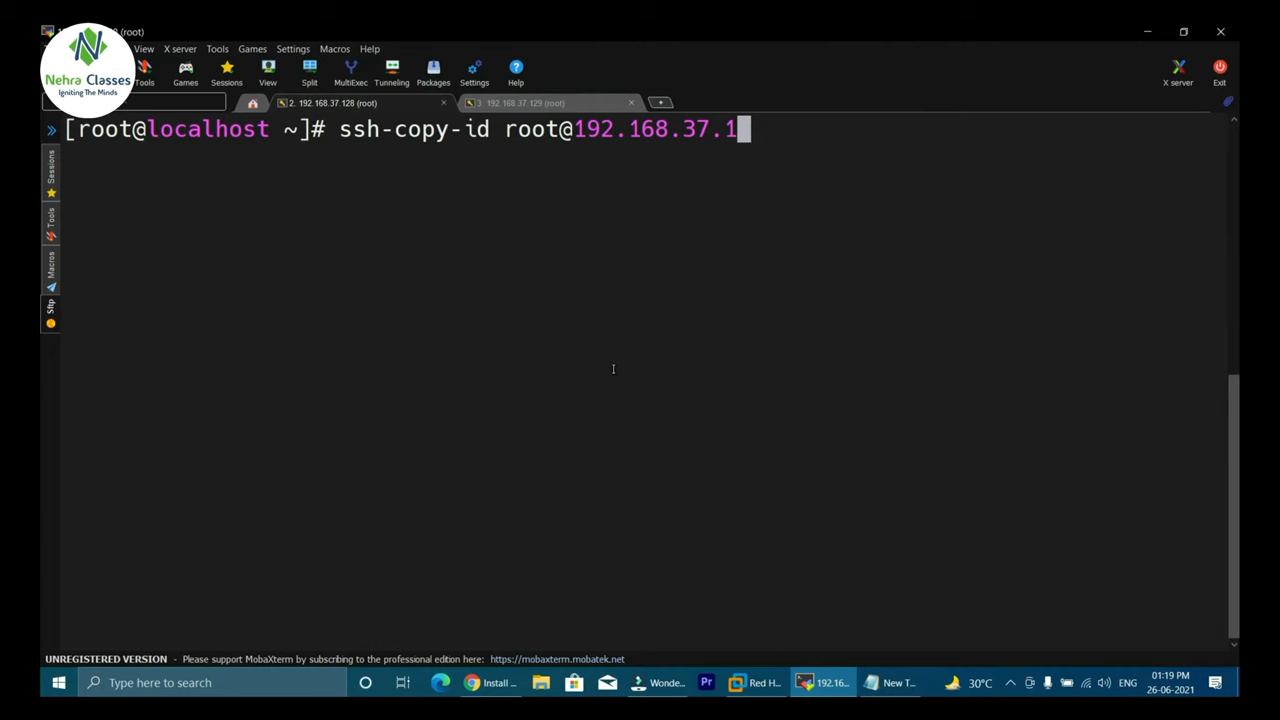 (root)
View X server Tools Games Settings Macros Help
Nehra Classes
Igniting The Minds
Tools Games Sessions View Split MultiExec Tunneling Packages Settings Help X server Exit
2. 192.168.37.128 (root) 3. 192.168.37.129 (root)
[root@localhost ~]# ssh-copy-id root@192.168.37.1
Sessions
Tools
Macros
Sftp
UNREGISTERED VERSION - Please support MobaXterm by subscribing to the professional edition here: https://mobaxterm.mobatek.net
Type here to search Install ... Wonde... Pr Red H... 192.16... New T... 30°C ENG 01:19 PM
26-06-2021